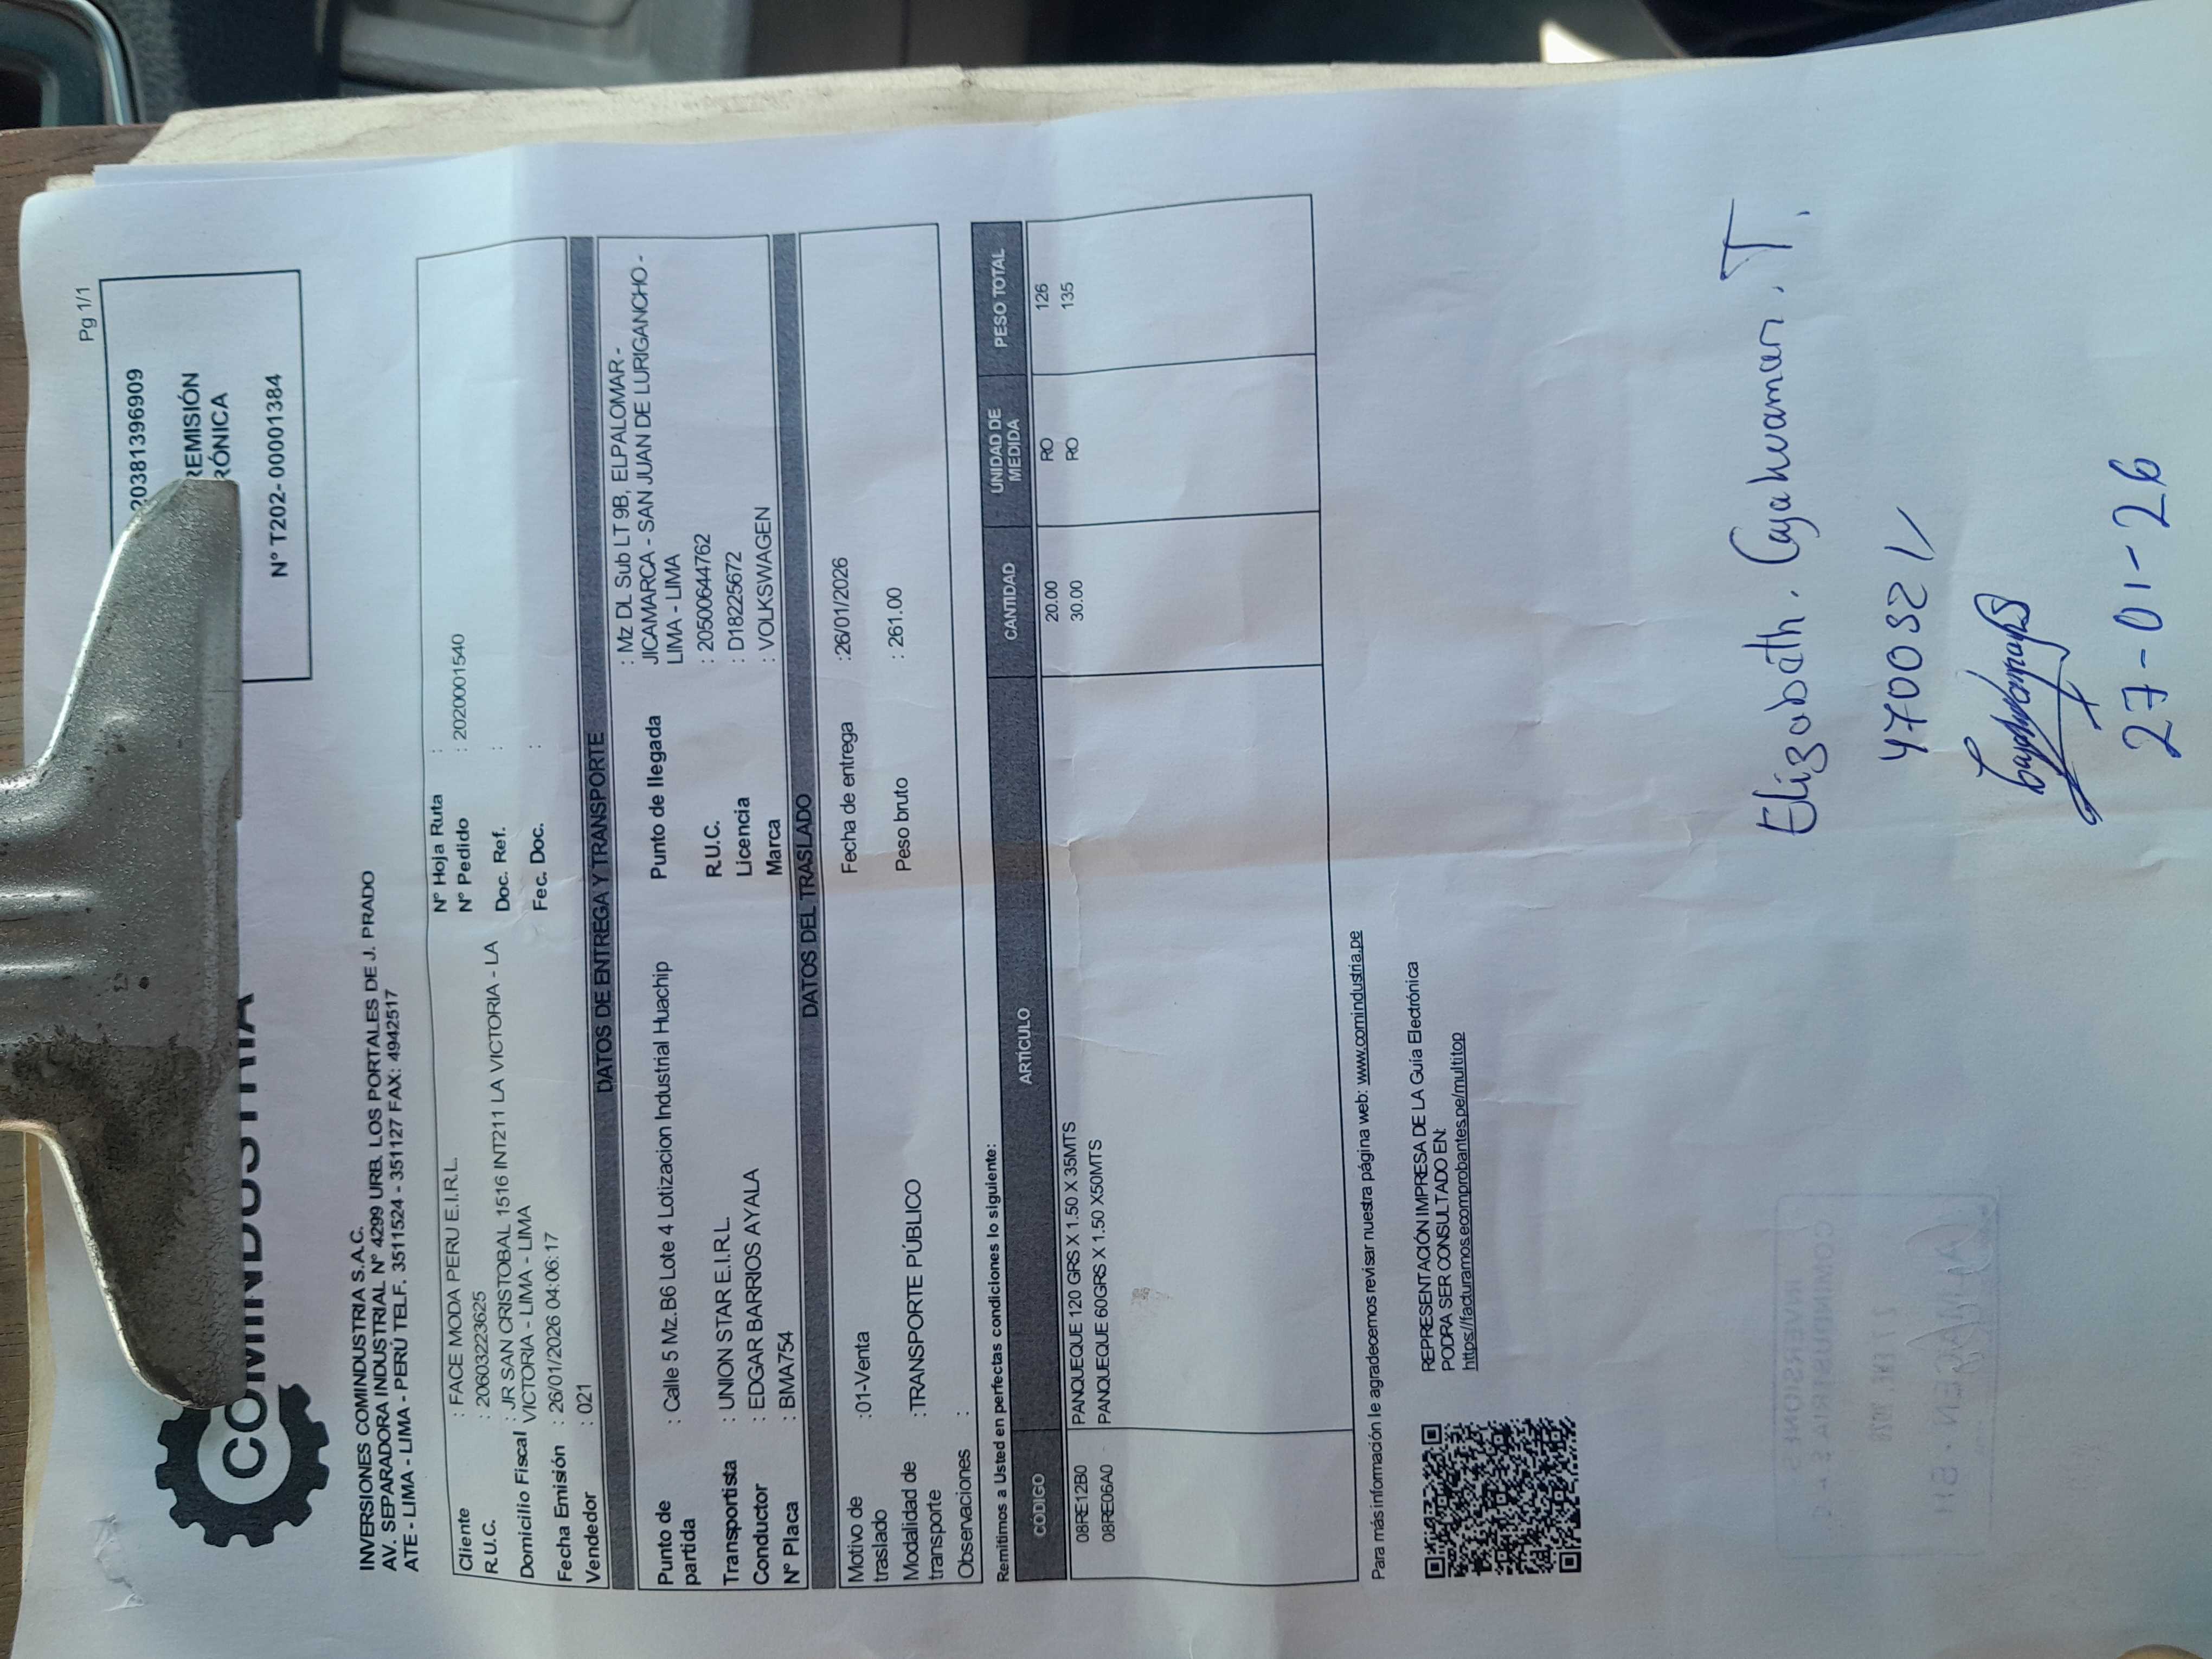 Pg 1/1
20381396909
REMISIÓN
RÓNICA
N° T202- 00001384
COMINDUSTRIA
INVERSIONES COMINDUSTRIA S.A.C.
AV. SEPARADORA INDUSTRIAL N° 4299 URB. LOS PORTALES DE J. PRADO
ATE - LIMA - LIMA - PERÚ TELF. 3511524 - 351127 FAX: 4942517
Cliente : FACE MODA PERU E.I.R.L. N° Hoja Ruta :
R.U.C. : 20603223625 N° Pedido : 2020001540
Domicilio Fiscal : JR SAN CRISTOBAL 1516 INT211 LA VICTORIA - LA Doc. Ref. :
VICTORIA - LIMA - LIMA
Fecha Emisión : 26/01/2026 04:06:17 Fec. Doc. :
Vendedor : 021
DATOS DE ENTREGA Y TRANSPORTE
Punto de partida : Calle 5 Mz.B6 Lote 4 Lotizacion Industrial Huachip Punto de llegada : Mz DL Sub LT 9B, ELPALOMAR -
JICAMARCA - SAN JUAN DE LURIGANCHO -
LIMA - LIMA
Transportista : UNION STAR E.I.R.L. R.U.C. : 20500644762
Conductor : EDGAR BARRIOS AYALA Licencia : D18225672
N° Placa : BMA754 Marca : VOLKSWAGEN
DATOS DEL TRASLADO
Motivo de traslado :01-Venta Fecha de entrega :26/01/2026
Modalidad de transporte : TRANSPORTE PÚBLICO Peso bruto : 261.00
Observaciones :
Remitimos a Usted en perfectas condiciones lo siguiente:
CÓDIGO ARTÍCULO CANTIDAD UNIDAD DE MEDIDA PESO TOTAL
08RE12B0 PANQUEQUE 120 GRS X 1.50 X 35MTS 20.00 RO 126
08RE06A0 PANQUEQUE 60GRS X 1.50 X50MTS 30.00 RO 135
Para más información le agradecemos revisar nuestra página web: www.comindustria.pe
REPRESENTACIÓN IMPRESA DE LA Guía Electrónica
PODRA SER CONSULTADO EN:
https://facturamos.ecomprobantes.pe/multitop
Elizabeth. Cayahuaman. T.
4700321
27-01-26
INVERSIONES
COMINDUSTRIA S.A.C.